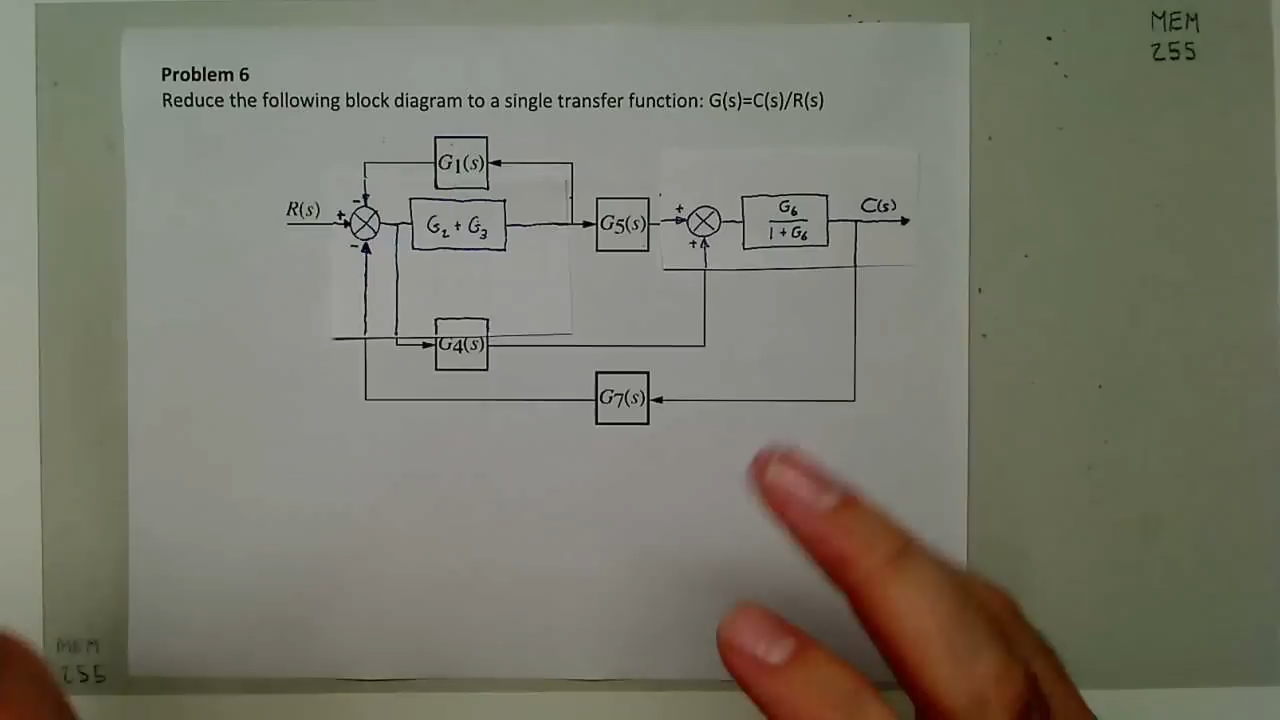 MEM
255
Problem 6
Reduce the following block diagram to a single transfer function: G(s)=C(s)/R(s)
G1(s)
R(s) + - G2 + G3 G5(s) + G6 C(s)
- + 1 + G6
G4(s)
G7(s)
MEM
255